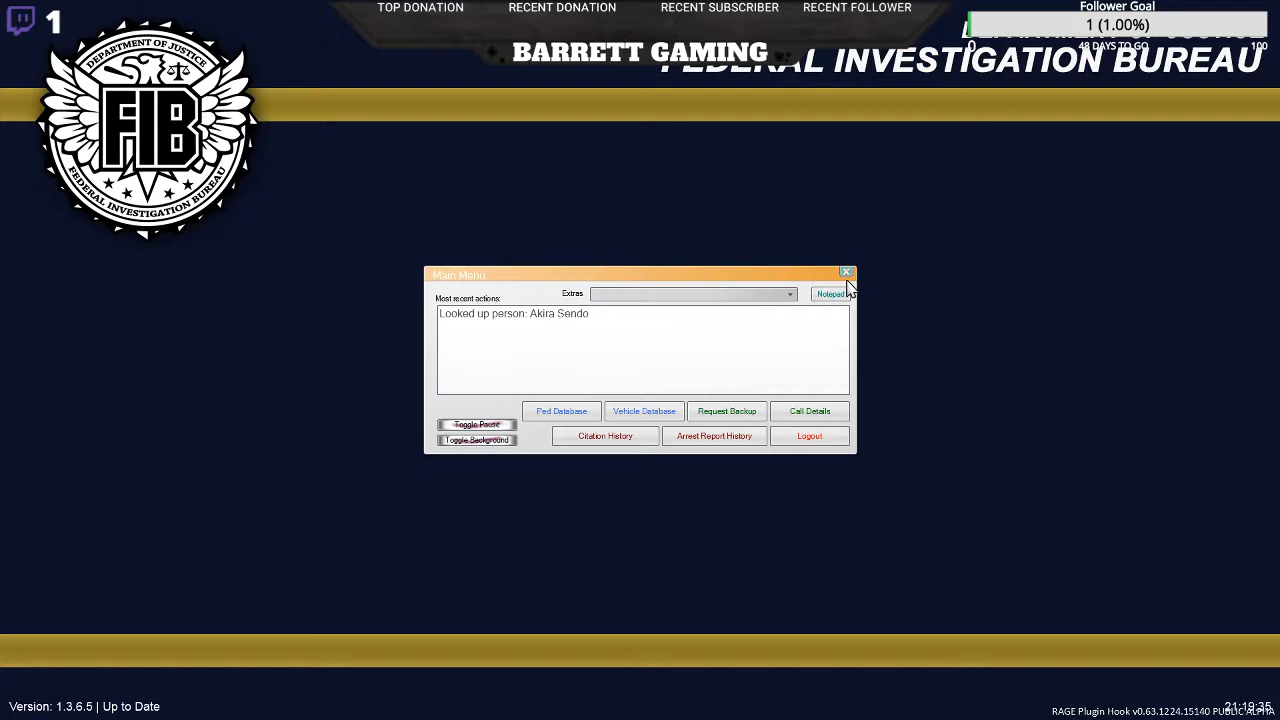 1
TOP DONATION
RECENT DONATION
RECENT SUBSCRIBER
RECENT FOLLOWER
Follower Goal
1 (1.00%)
0
48 DAYS TO GO
100
BARRETT GAMING
FEDERAL INVESTIGATION BUREAU
DEPARTMENT OF JUSTICE
FIB
FEDERAL INVESTIGATION BUREAU
Main Menu
Extras
Notepad
Most recent actions:
Looked up person: Akira Sendo
Ped Database
Vehicle Database
Request Backup
Call Details
Toggle Pause
Toggle Background
Citation History
Arrest Report History
Logout
Version: 1.3.6.5 | Up to Date
21:19:35
RAGE Plugin Hook v0.63.1224.15140 PUBLIC ALPHA